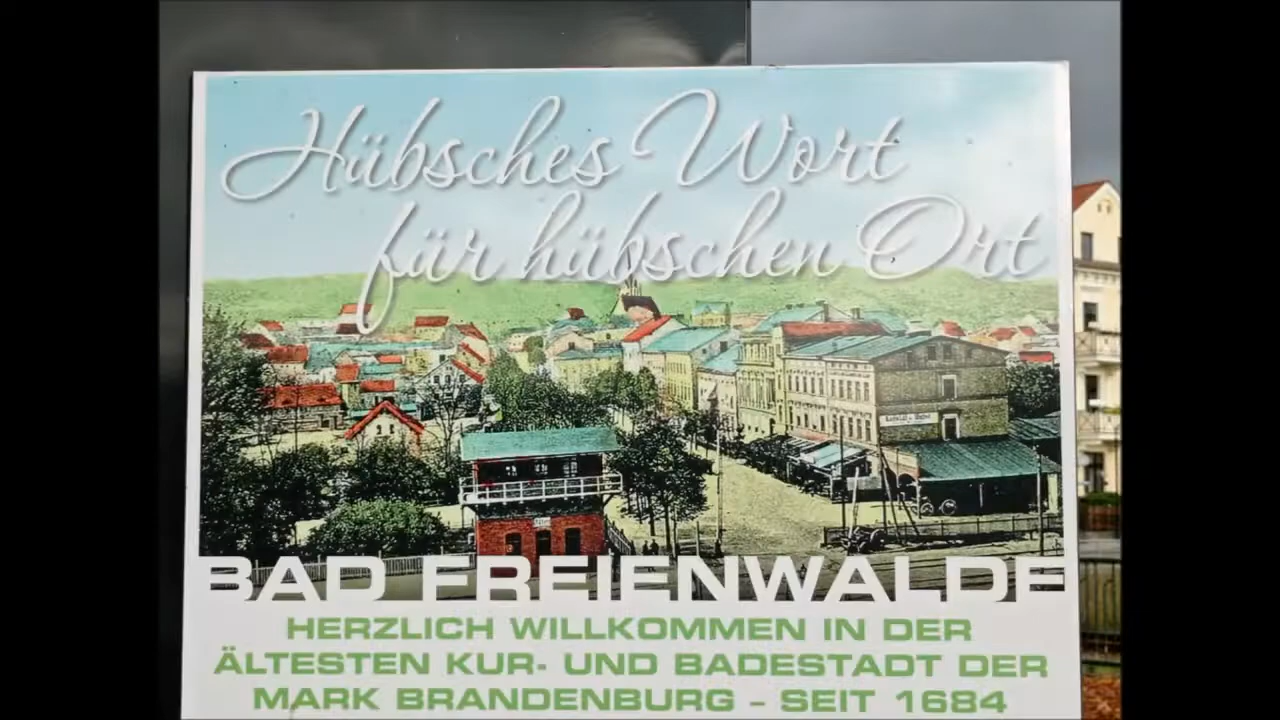 Hübsches Wort
für hübschen Ort
BAD FREIENWALDE
HERZLICH WILLKOMMEN IN DER
ÄLTESTEN KUR- UND BADESTADT DER
MARK BRANDENBURG - SEIT 1684